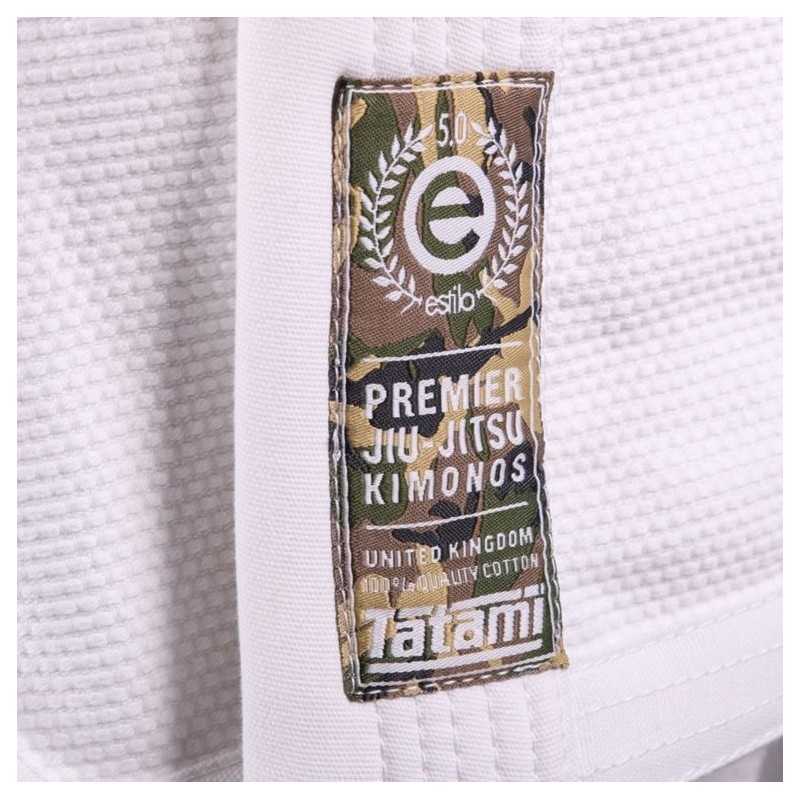 5.0
e
estilo
PREMIER
JIU-JITSU
KIMONOS
UNITED KINGDOM
100% QUALITY COTTON
Tatami